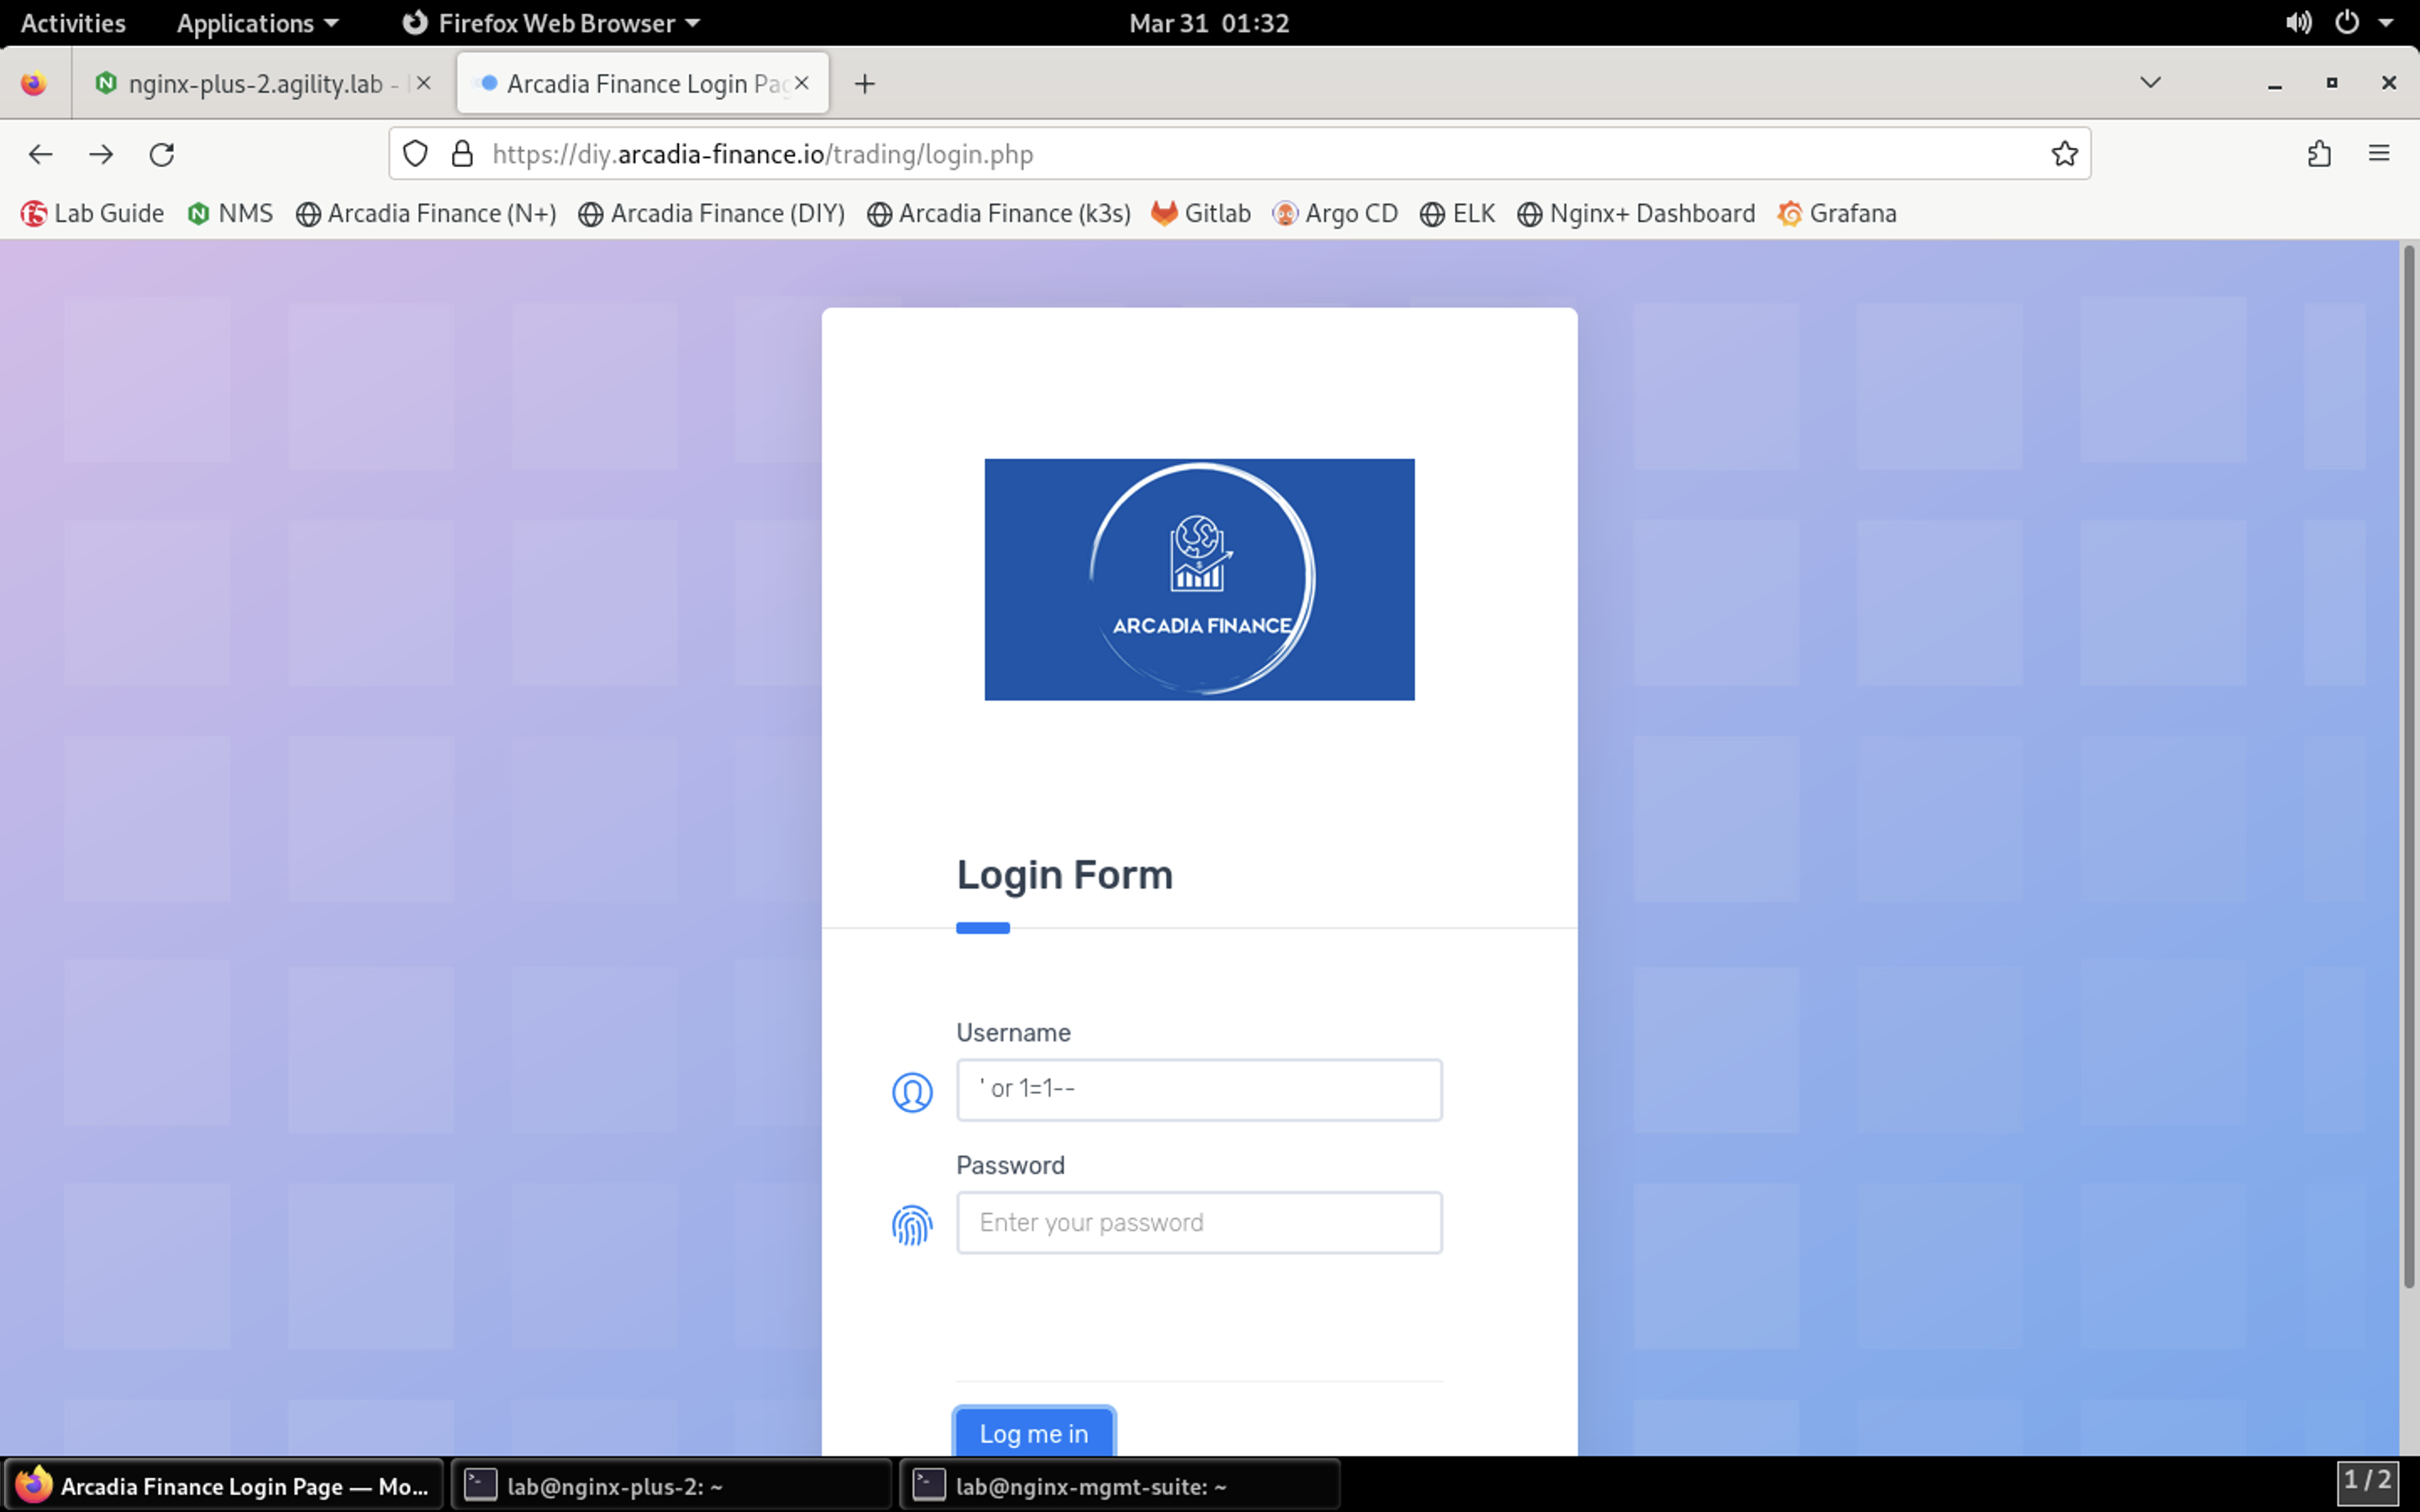 Activities Applications Firefox Web Browser Mar 31 01:32
nginx-plus-2.agility.lab - Arcadia Finance Login Pag
https://diy.arcadia-finance.io/trading/login.php
Lab Guide NMS Arcadia Finance (N+) Arcadia Finance (DIY) Arcadia Finance (k3s) Gitlab Argo CD ELK Nginx+ Dashboard Grafana
ARCADIA FINANCE
Login Form
Username
' or 1=1--
Password
Enter your password
Log me in
Arcadia Finance Login Page — Mo... lab@nginx-plus-2: ~ lab@nginx-mgmt-suite: ~ 1 / 2